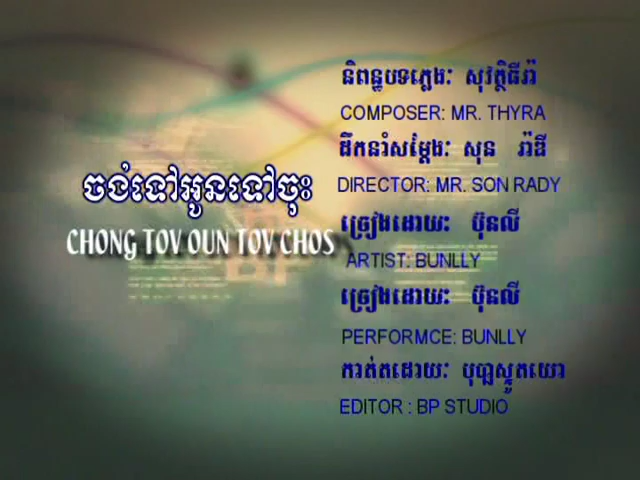 ចង់ទៅអូនទៅចុះ
CHONG TOV OUN TOV CHOS
BP
និពន្ធបទភ្លេងៈ សុវត្ថិធីរ៉ា
COMPOSER: MR. THYRA
ដឹកនាំសម្ដែងៈ សុន រ៉ាឌី
DIRECTOR: MR. SON RADY
ច្រៀងដោយៈ ប៊ុនលី
ARTIST: BUNLLY
ច្រៀងដោយៈ ប៊ុនលី
PERFORMCE: BUNLLY
កាត់តដោយៈ បុប្ផាស្ទូតយោ
EDITOR : BP STUDIO